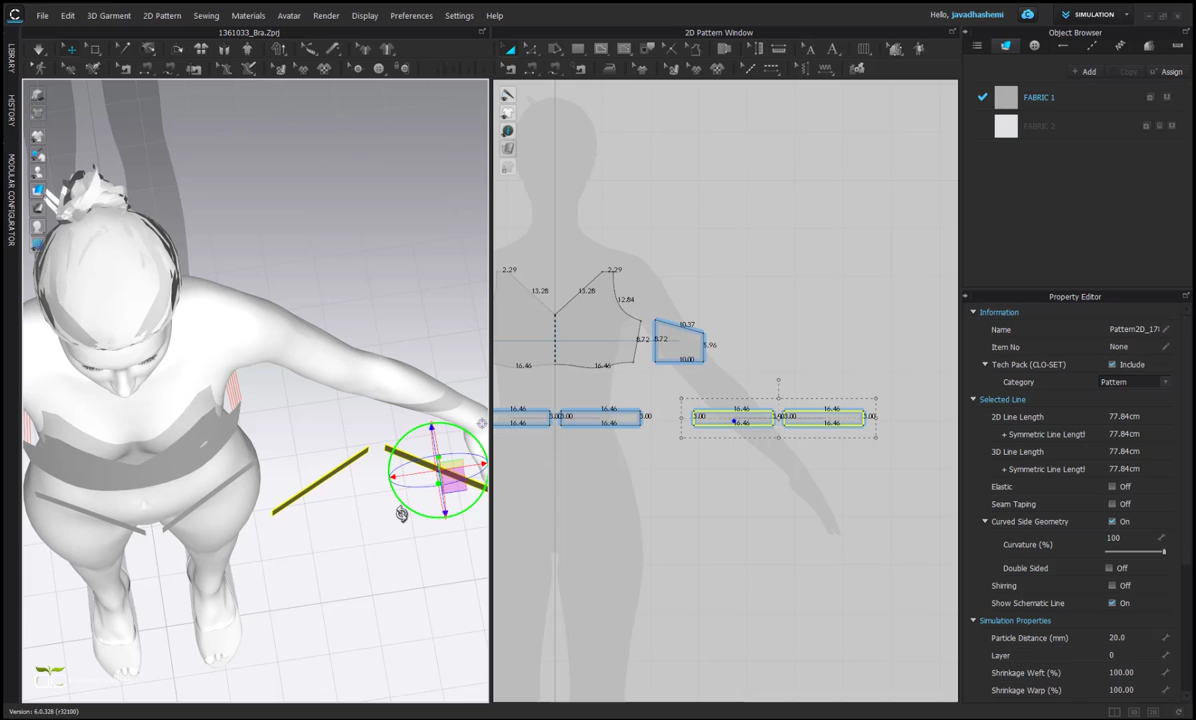 File Edit 3D Garment 2D Pattern Sewing Materials Avatar Render Display Preferences Settings Help
Hello, javadhashemi
SIMULATION
1361033_Bra.Zprj
2D Pattern Window
Object Browser
LIBRARY
HISTORY
MODULAR CONFIGURATOR
+ Add
Copy
Assign
FABRIC 1
FABRIC 2
2.29
2.29
13.28
13.28
12.84
8.72
8.72
10.37
5.96
10.00
16.46
16.46
16.46
16.46
3.00
3.00
3.00
16.46
16.46
16.46
16.46
3.00
3.00
3.00
16.46
16.46
Property Editor
Information
Name Pattern2D_178
Item No None
Tech Pack (CLO-SET) Include
Category Pattern
Selected Line
2D Line Length 77.84cm
+ Symmetric Line Lengtl 77.84cm
3D Line Length 77.84cm
+ Symmetric Line Lengtl 77.84cm
Elastic Off
Seam Taping Off
Curved Side Geometry On
Curvature (%) 100
Double Sided Off
Shirring Off
Show Schematic Line On
Simulation Properties
Particle Distance (mm) 20.0
Layer 0
Shrinkage Weft (%) 100.00
Shrinkage Warp (%) 100.00
Version: 6.0.328 (r32100)